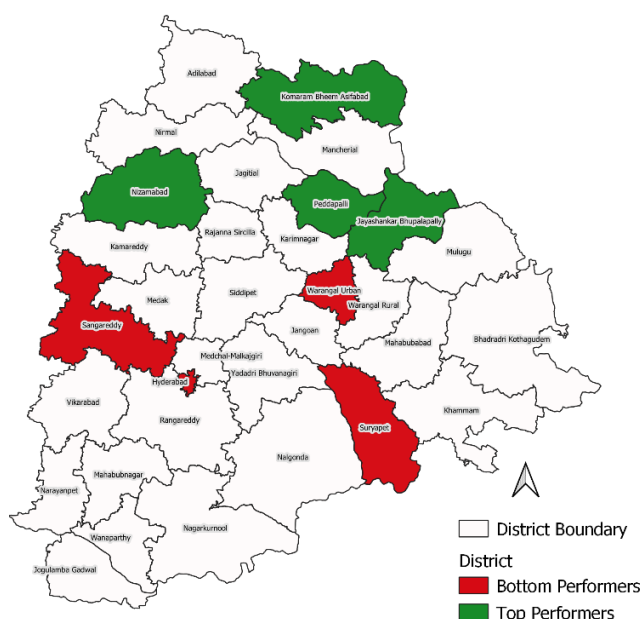 Adilabad
Komaram Bheem Asifabad
Nirmal
Mancherial
Jagitial
Nizamabad
Peddapalli
Jayashankar Bhupalapally
Rajanna Sircilla
Karimnagar
Kamareddy
Mulugu
Warangal Urban
Siddipet
Medak
Warangal Rural
Sangareddy
Jangoan
Bhadradri Kothagudem
Mahabubabad
Medchal-Malkajgiri
Yadadri Bhuvanagiri
Hyderabad
Vikarabad
Khammam
Rangareddy
Suryapet
Nalgonda
Mahabubnagar
Narayanpet
Nagarkurnool
Wanaparthy
Jogulamba Gadwal
District Boundary
District
Bottom Performers
Top Performers